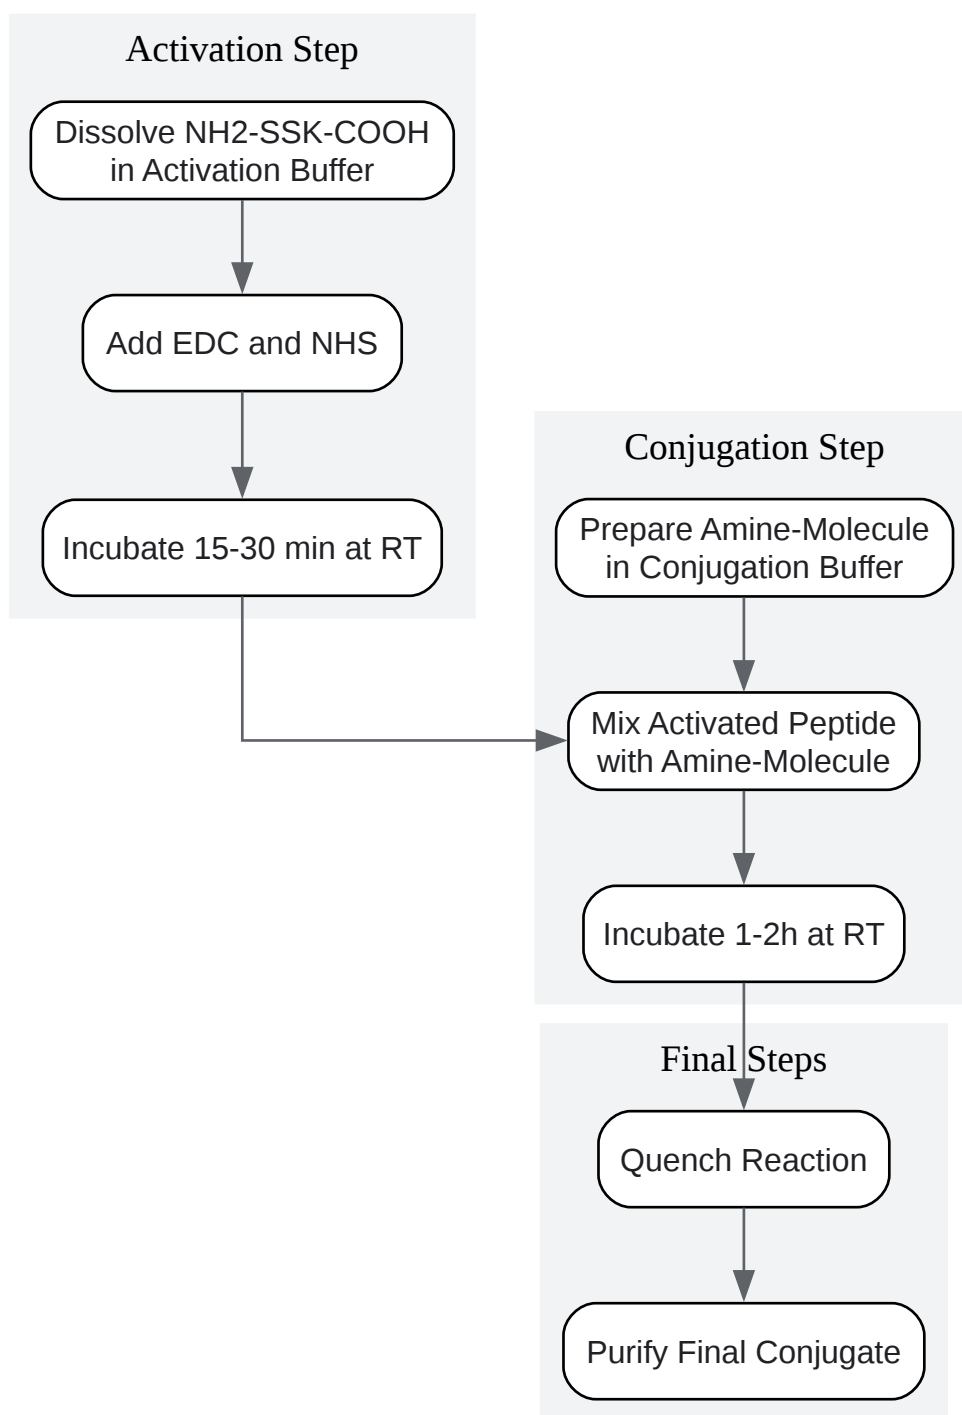 Activation Step
Dissolve NH2-SSK-COOH
in Activation Buffer
Add EDC and NHS
Incubate 15-30 min at RT
Conjugation Step
Prepare Amine-Molecule
in Conjugation Buffer
Mix Activated Peptide
with Amine-Molecule
Incubate 1-2h at RT
Final Steps
Quench Reaction
Purify Final Conjugate